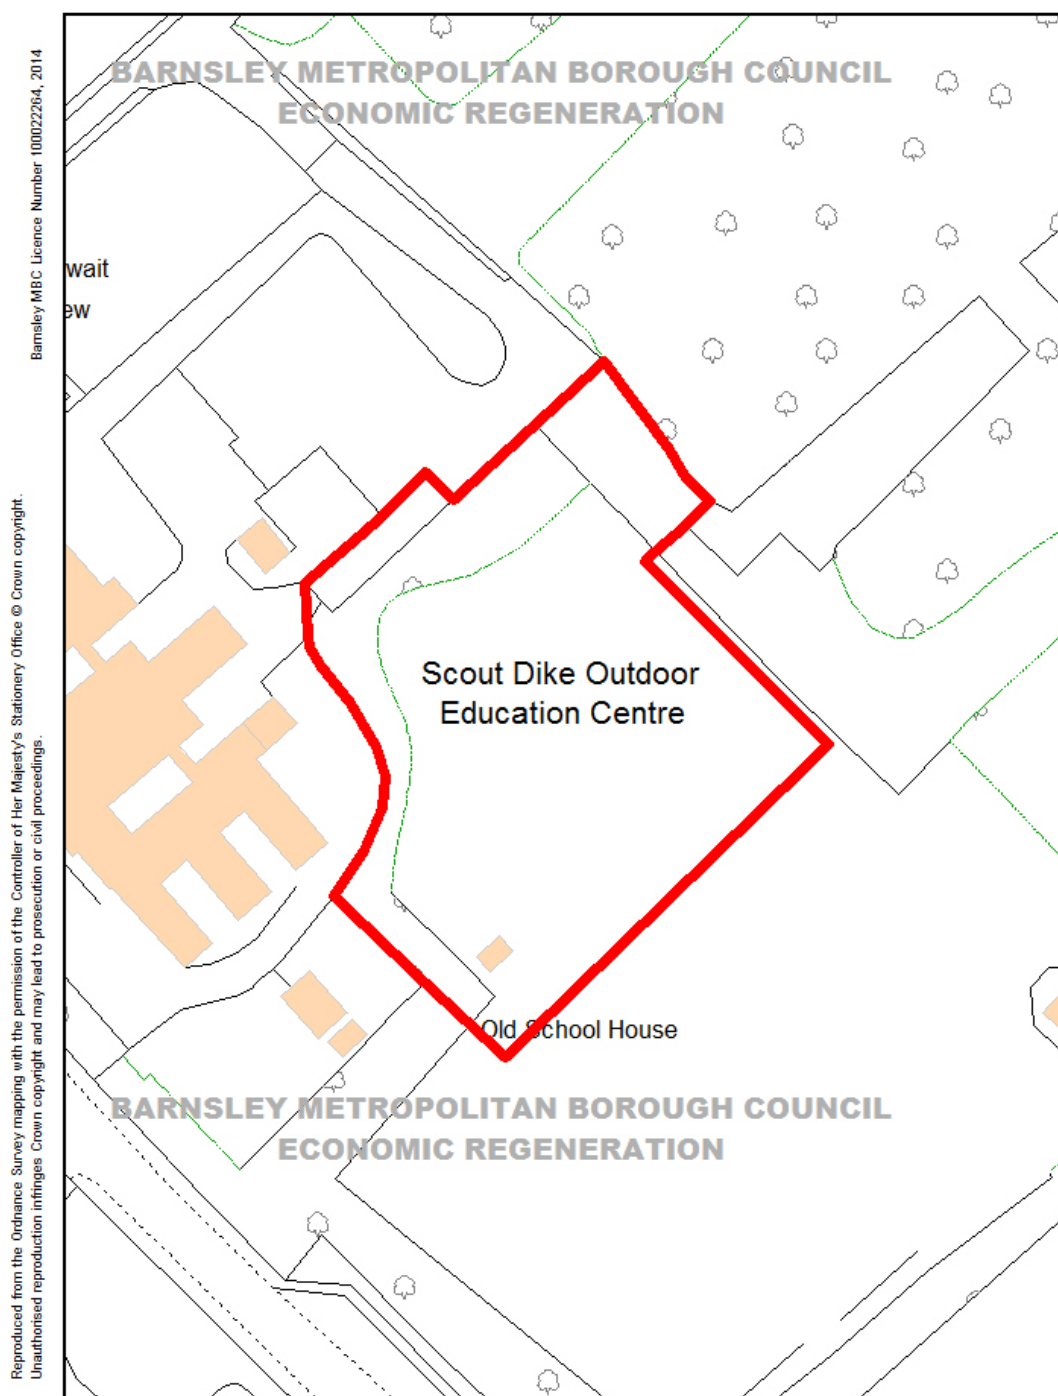 BARNSLEY METROPOLITAN BOROUGH COUNCIL
ECONOMIC REGENERATION
wait
ew
Scout Dike Outdoor
Education Centre
Old School House
BARNSLEY METROPOLITAN BOROUGH COUNCIL
ECONOMIC REGENERATION
Reproduced from the Ordnance Survey mapping with the permission of the Controller of Her Majesty's Stationery Office © Crown copyright.
Unauthorised reproduction infringes Crown copyright and may lead to prosecution or civil proceedings.
Barnsley MBC Licence Number 100022264, 2014